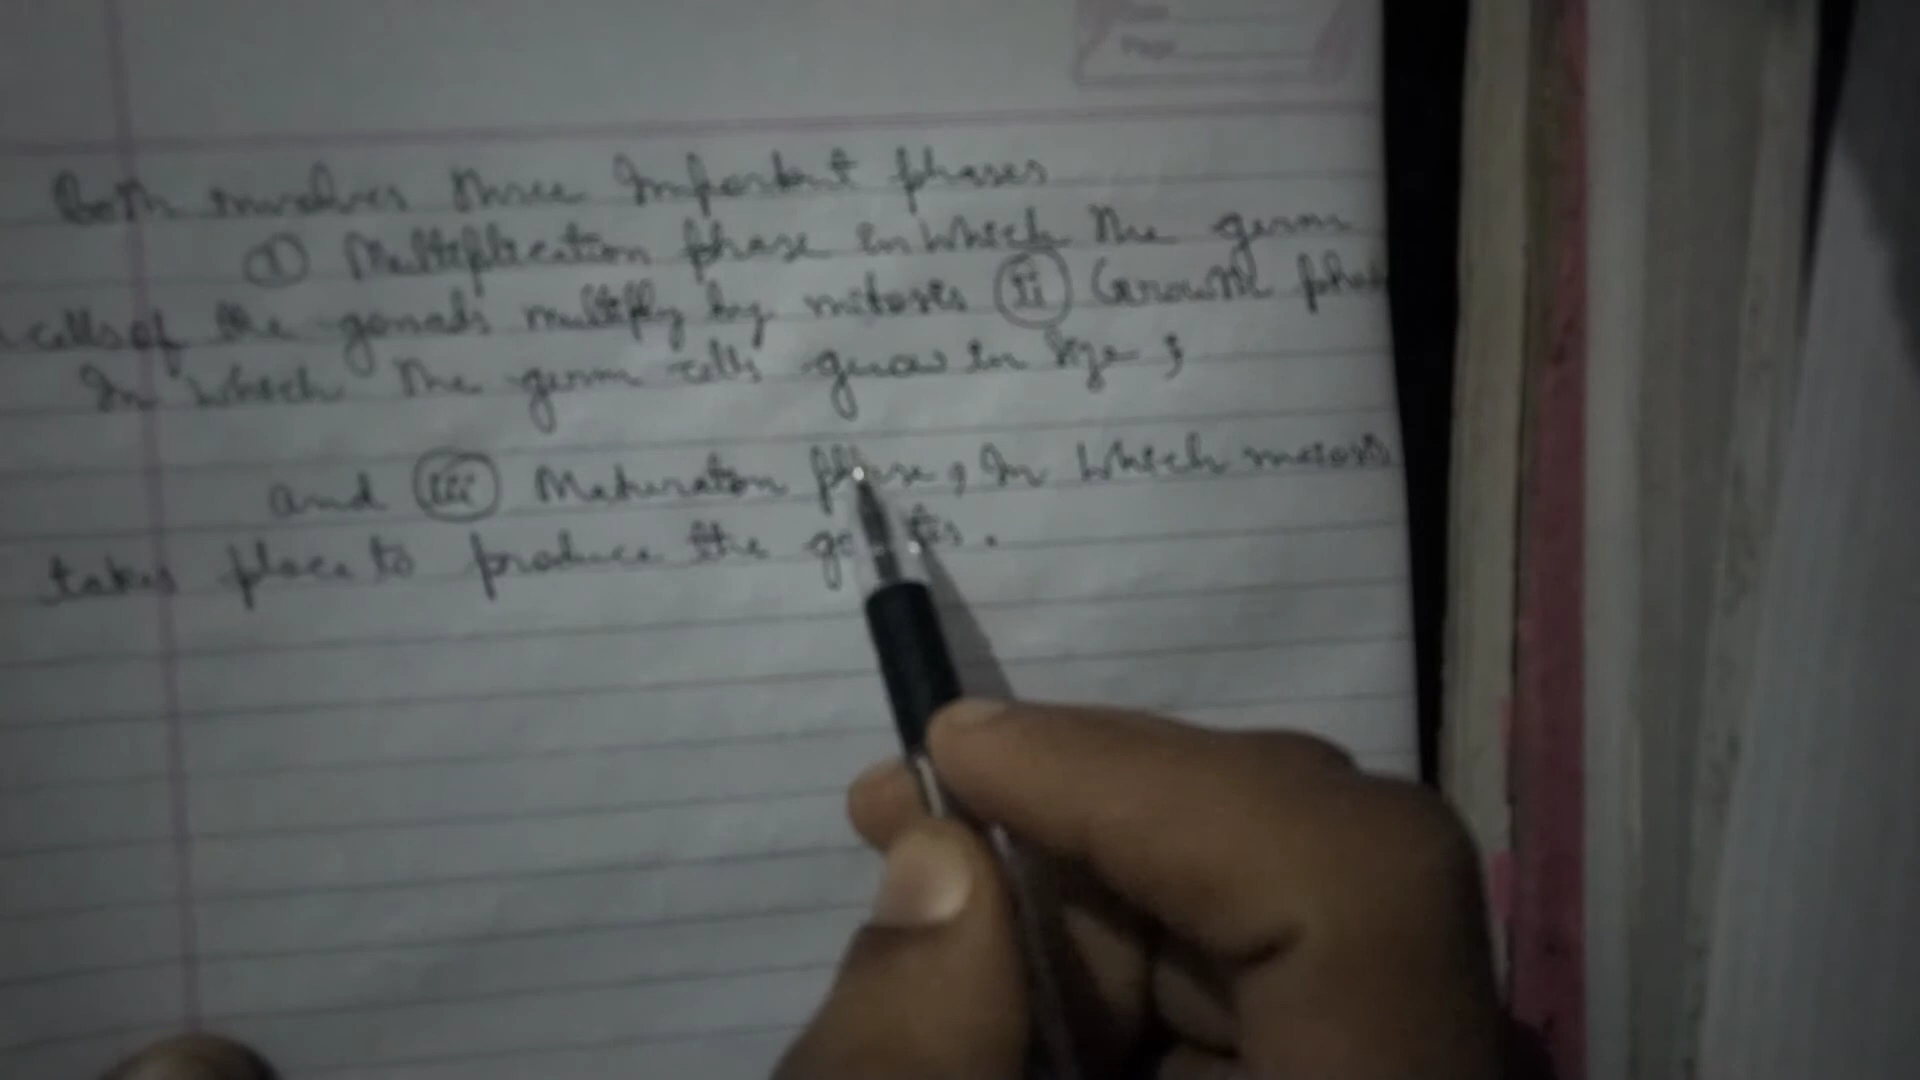 Page
Both involves three Important phases
(i) Multiplication phase in which the germ
cells of the gonads multiply by mitosis (ii) Growth phase
In which the germ cells grow in size ;
and (iii) Maturation phase, In which meiosis
takes place to produce the